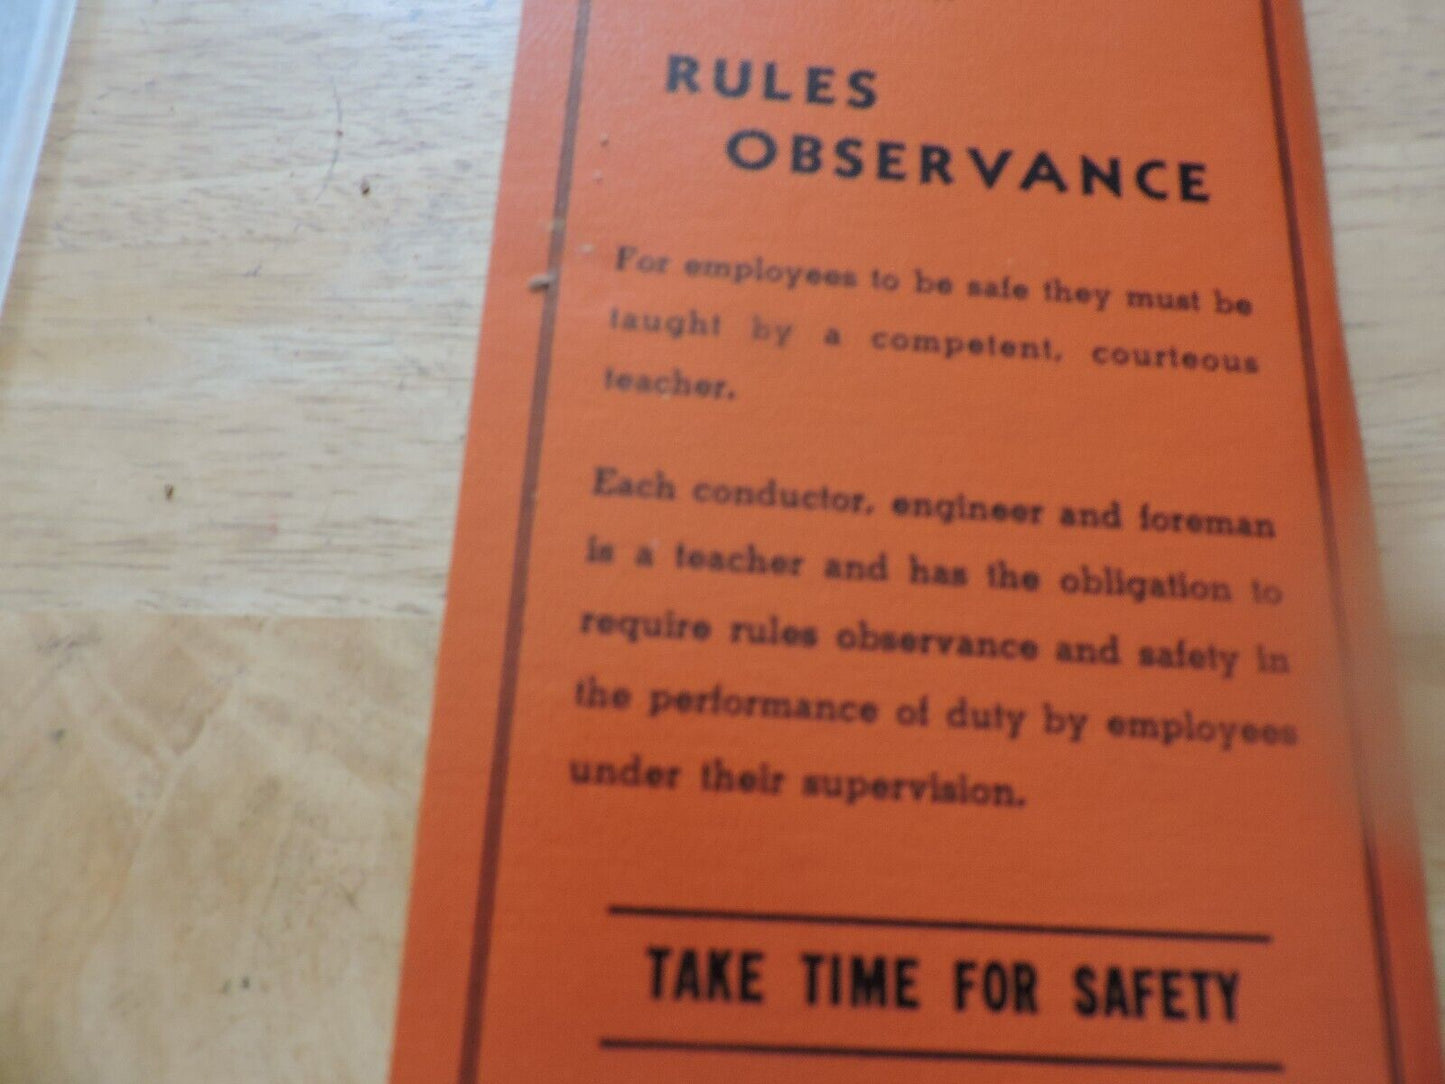 RULES
OBSERVANCE
For employees to be safe they must be
taught by a competent, courteous
teacher.
Each conductor, engineer and foreman
is a teacher and has the obligation to
require rules observance and safety in
the performance of duty by employees
under their supervision.
TAKE TIME FOR SAFETY